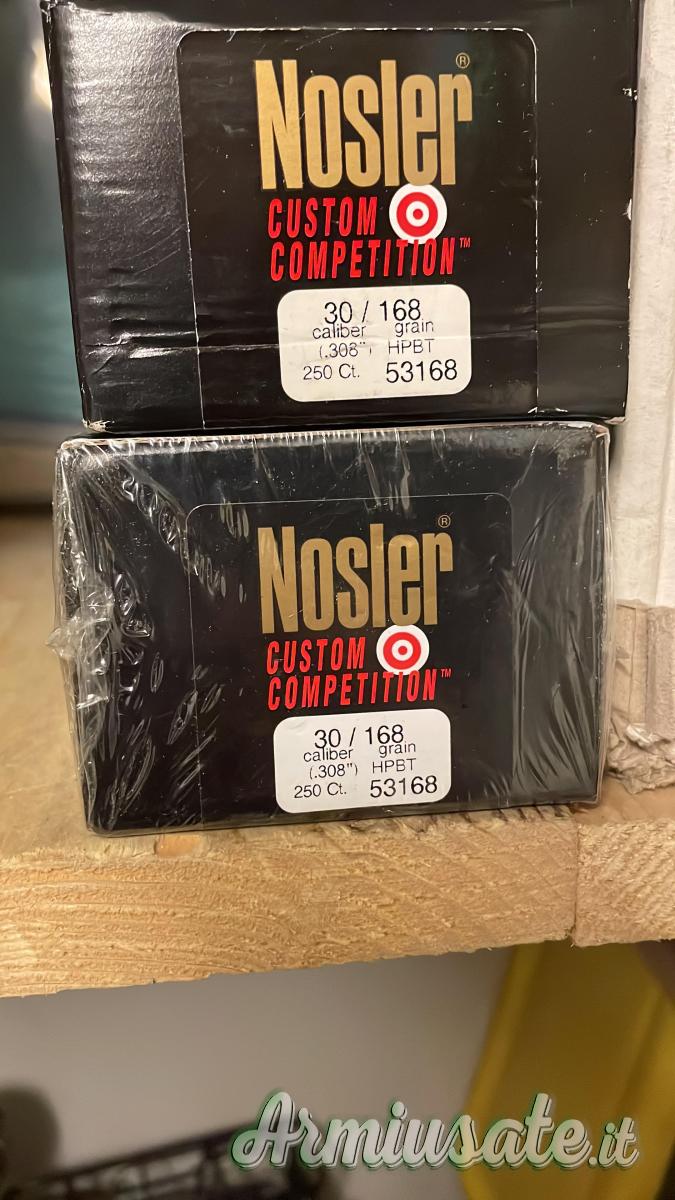 Nosler®
CUSTOM
COMPETITION™
30 / 168
caliber grain
(.308") HPBT
250 Ct. 53168
Nosler®
CUSTOM
COMPETITION™
30 / 168
caliber grain
(.308") HPBT
250 Ct. 53168
Armiusate.it